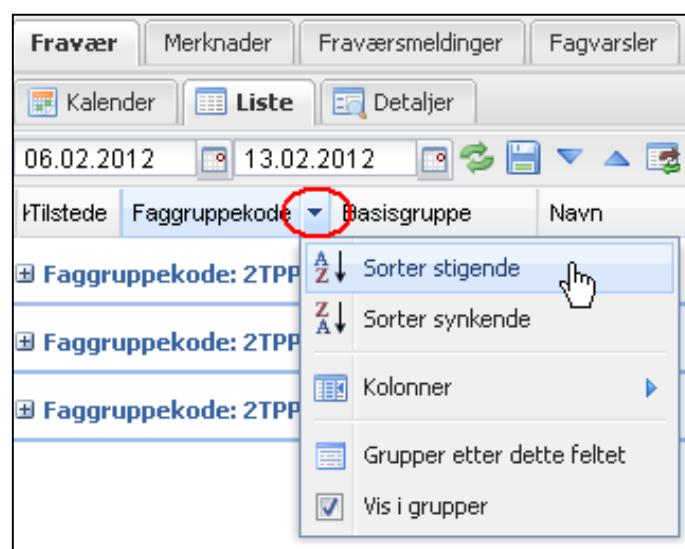 Fravær Merknader Fraværsmeldinger Fagvarsler
Kalender Liste Detaljer
06.02.2012 13.02.2012
Tilstede Faggruppekode Basisgruppe Navn
Faggruppekode: 2TPP
Sorter stigende
Sorter synkende
Faggruppekode: 2TPP
Kolonner
Faggruppekode: 2TPP
Grupper etter dette feltet
Vis i grupper